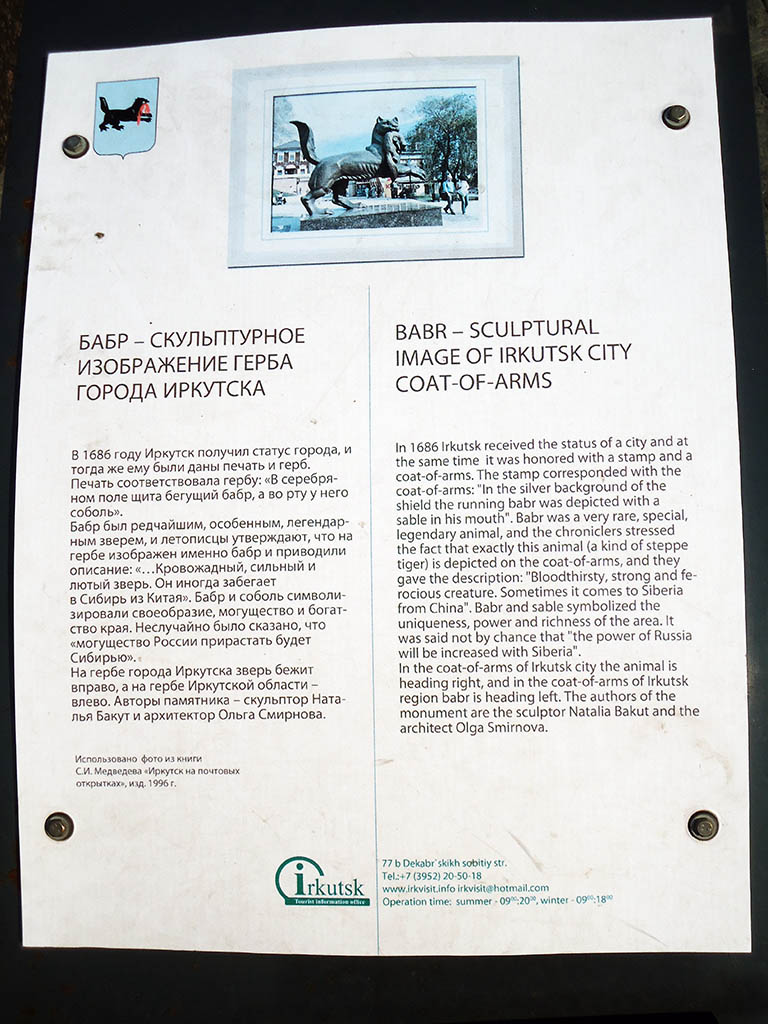 БАБР – СКУЛЬПТУРНОЕ
ИЗОБРАЖЕНИЕ ГЕРБА
ГОРОДА ИРКУТСКА
В 1686 году Иркутск получил статус города, и
тогда же ему были даны печать и герб.
Печать соответствовала гербу: «В серебря-
ном поле щита бегущий бабр, а во рту у него
соболь».
Бабр был редчайшим, особенным, легендар-
ным зверем, и летописцы утверждают, что на
гербе изображен именно бабр и приводили
описание: «…Кровожадный, сильный и
лютый зверь. Он иногда забегает
в Сибирь из Китая». Бабр и соболь символи-
зировали своеобразие, могущество и богат-
ство края. Неслучайно было сказано, что
«могущество России прирастать будет
Сибирью».
На гербе города Иркутска зверь бежит
вправо, а на гербе Иркутской области –
влево. Авторы памятника – скульптор Ната-
лья Бакут и архитектор Ольга Смирнова.
Использовано фото из книги
С.И. Медведева «Иркутск на почтовых
открытках», изд. 1996 г.
BABR – SCULPTURAL
IMAGE OF IRKUTSK CITY
COAT-OF-ARMS
In 1686 Irkutsk received the status of a city and at
the same time it was honored with a stamp and a
coat-of-arms. The stamp corresponded with the
coat-of-arms: "In the silver background of the
shield the running babr was depicted with a
sable in his mouth". Babr was a very rare, special,
legendary animal, and the chroniclers stressed
the fact that exactly this animal (a kind of steppe
tiger) is depicted on the coat-of-arms, and they
gave the description: "Bloodthirsty, strong and fe-
rocious creature. Sometimes it comes to Siberia
from China". Babr and sable symbolized the
uniqueness, power and richness of the area. It
was said not by chance that "the power of Russia
will be increased with Siberia".
In the coat-of-arms of Irkutsk city the animal is
heading right, and in the coat-of-arms of Irkutsk
region babr is heading left. The authors of the
monument are the sculptor Natalia Bakut and the
architect Olga Smirnova.
irkutsk
Tourist information office
77 b Dekabr`skikh sobitiy str.
Tel.:+7 (3952) 20-50-18
www.irkvisit.info irkvisit@hotmail.com
Operation time: summer - 09⁰⁰:20⁰⁰, winter - 09⁰⁰:18⁰⁰